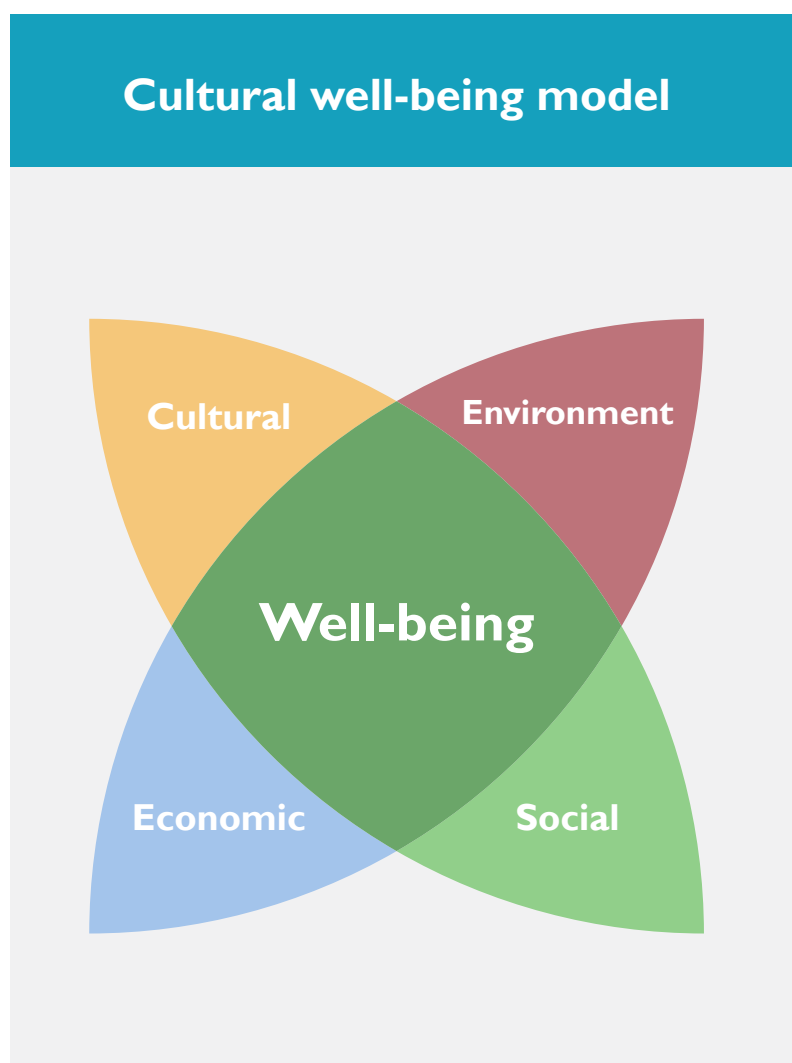 Cultural well-being model
Cultural
Environment
Well-being
Economic
Social